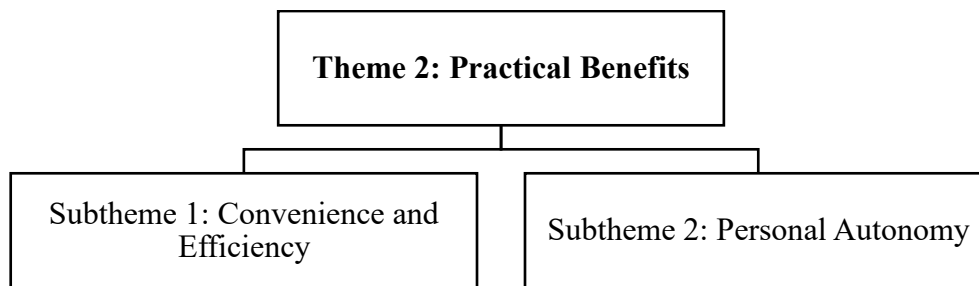 Theme 2: Practical Benefits
Subtheme 1: Convenience and
Efficiency
Subtheme 2: Personal Autonomy